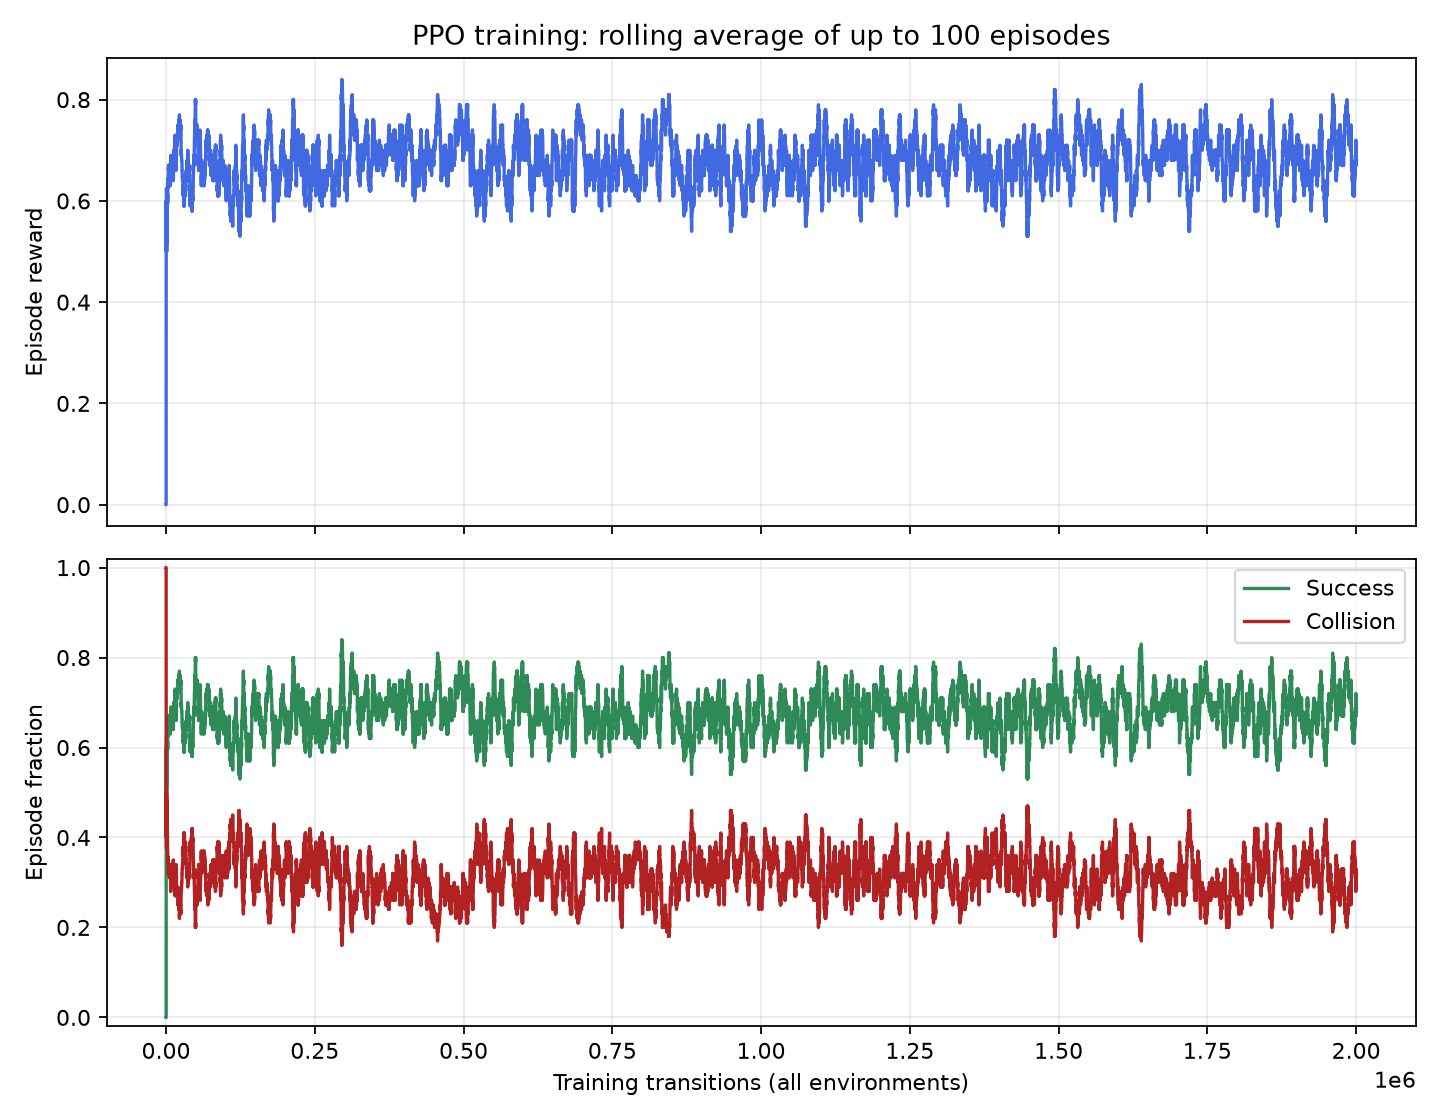 PPO training: rolling average of up to 100 episodes
Episode reward
0.8
0.6
0.4
0.2
0.0
Episode fraction
1.0
0.8
0.6
0.4
0.2
0.0
Success
Collision
0.00 0.25 0.50 0.75 1.00 1.25 1.50 1.75 2.00
1e6
Training transitions (all environments)